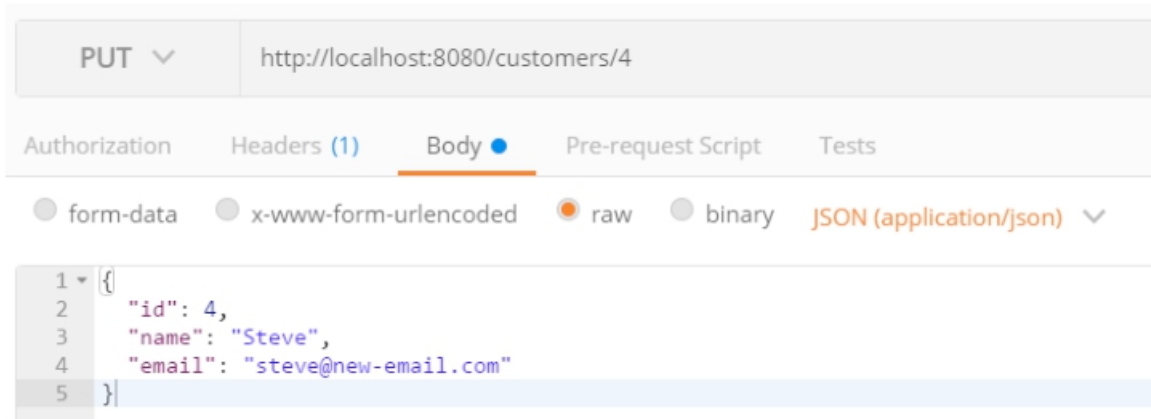 PUT http://localhost:8080/customers/4
Authorization Headers (1) Body Pre-request Script Tests
form-data x-www-form-urlencoded raw binary JSON (application/json)
1 {
2 "id": 4,
3 "name": "Steve",
4 "email": "steve@new-email.com"
5 }